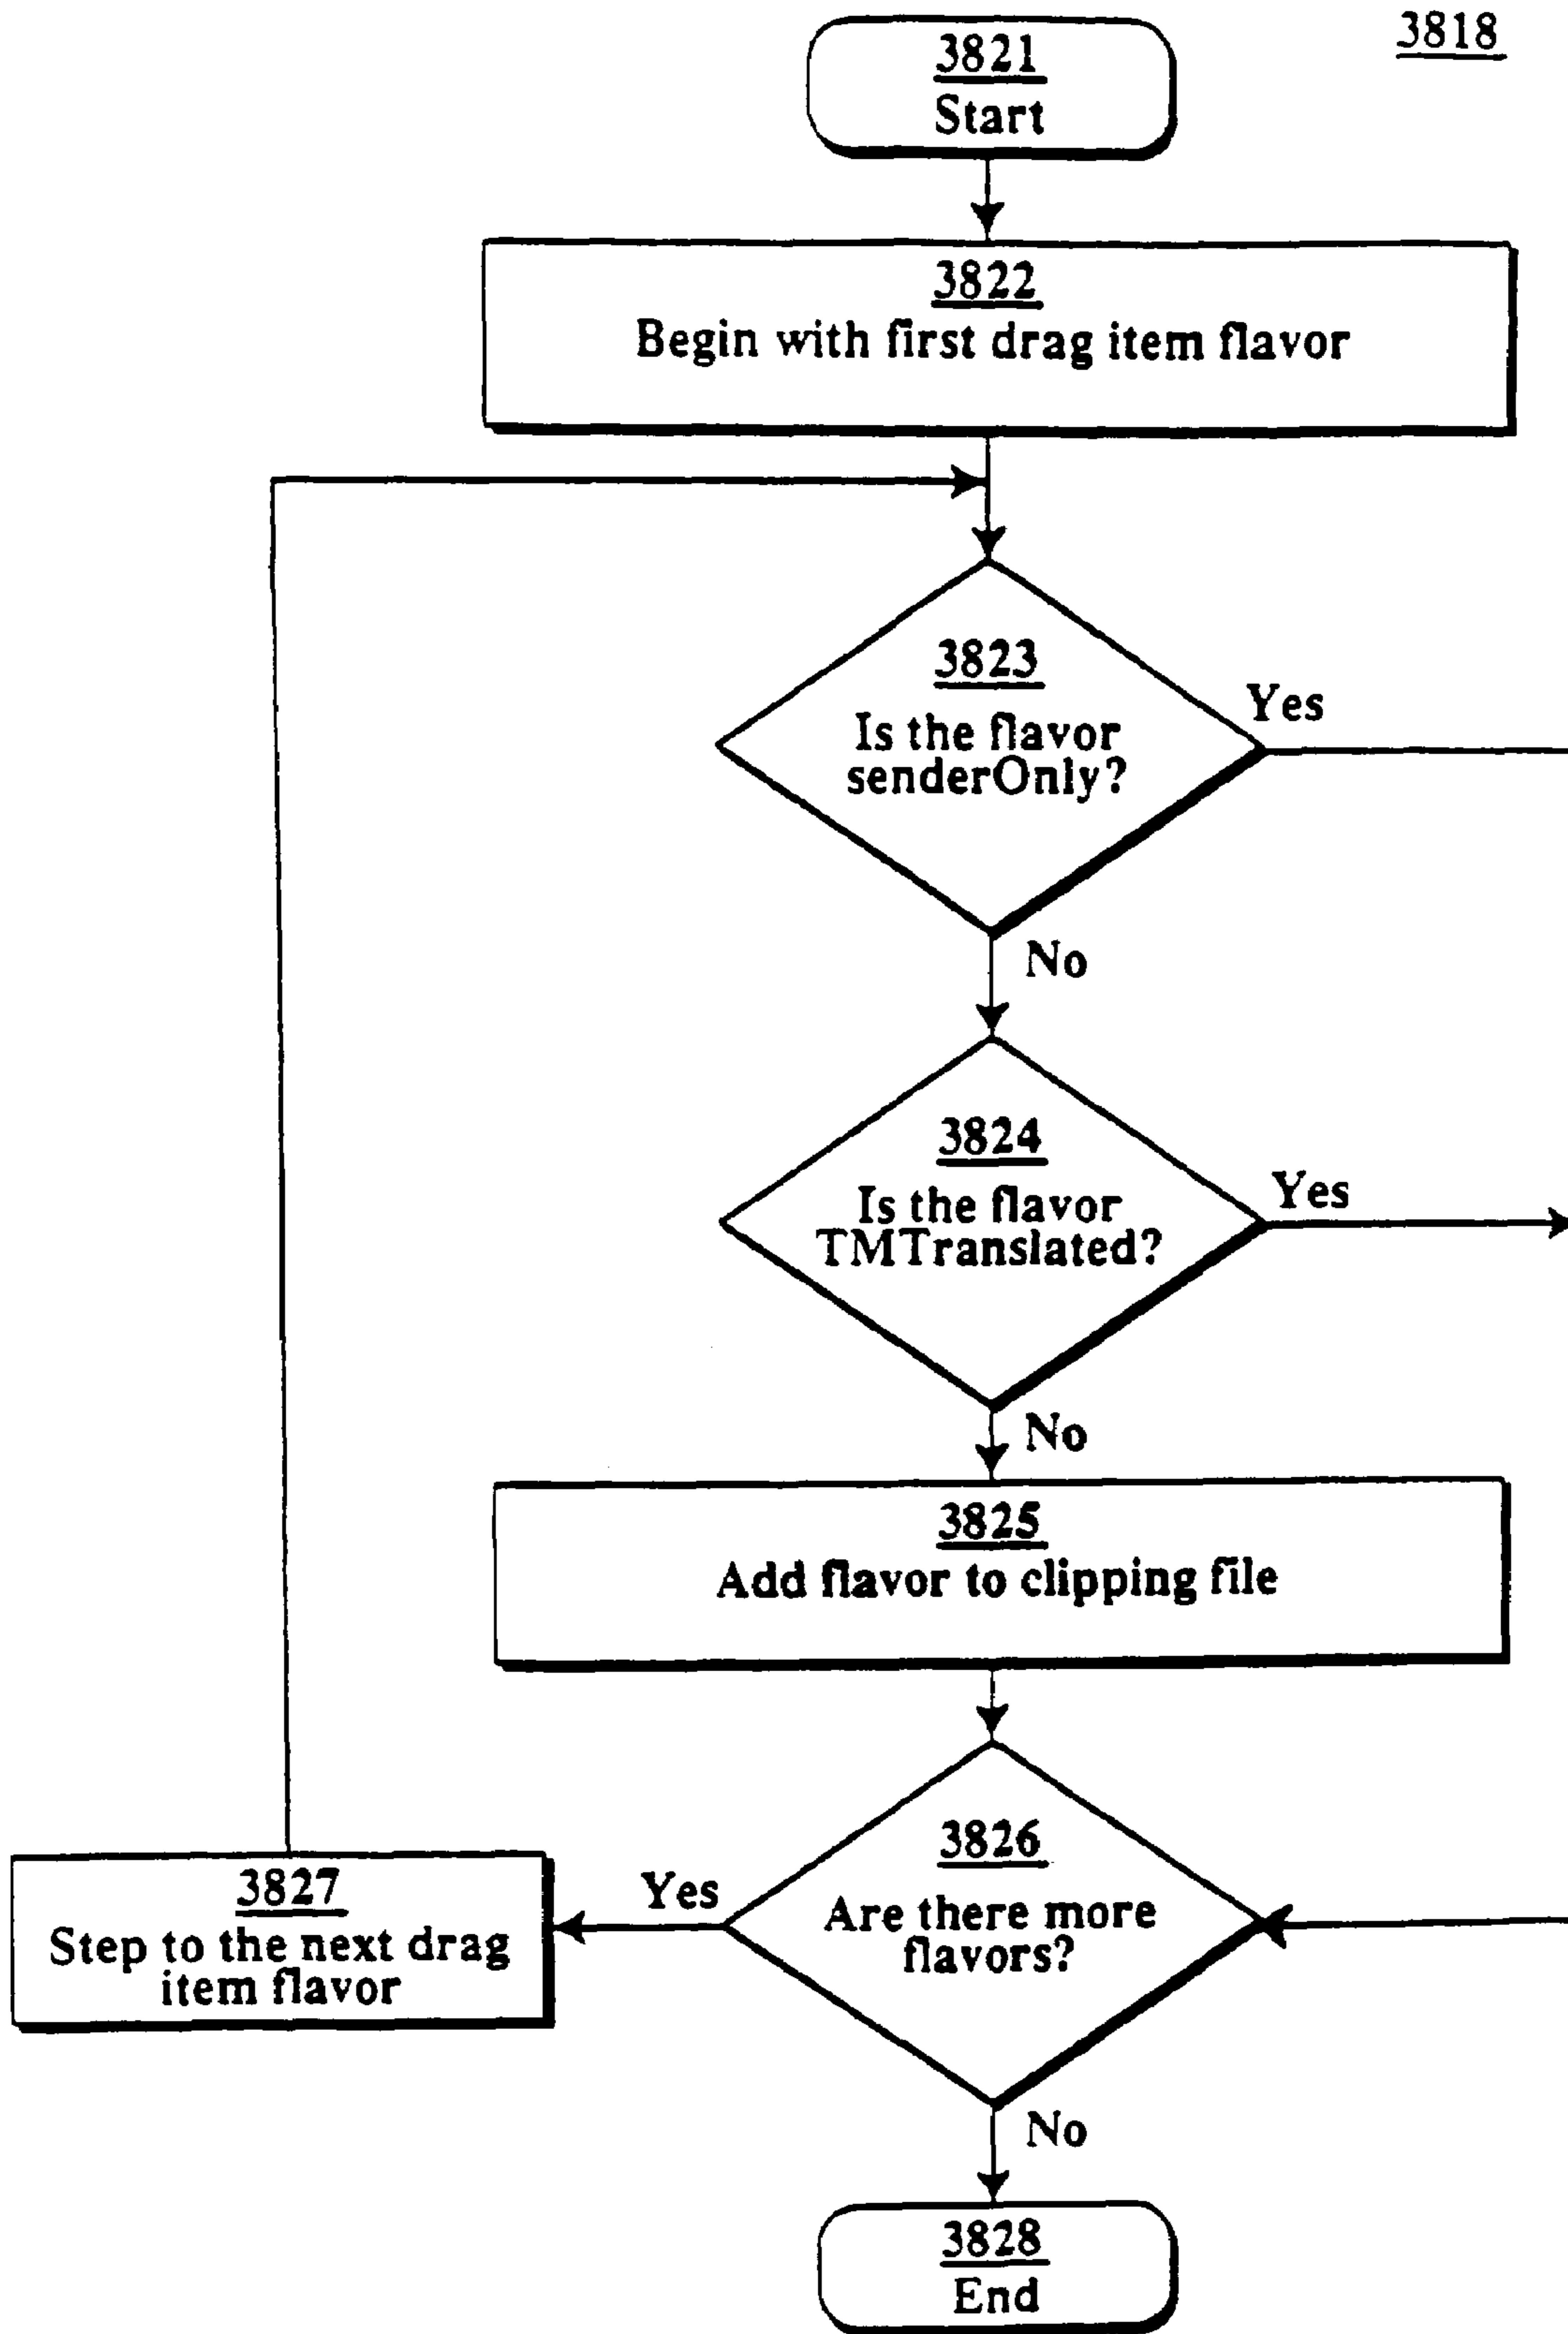 3818
3821
Start
3822
Begin with first drag item flavor
3823
Is the flavor
senderOnly?
Yes
No
3824
Is the flavor
TMTranslated?
Yes
No
3825
Add flavor to clipping file
3826
Are there more
flavors?
Yes
3827
Step to the next drag
item flavor
No
3828
End